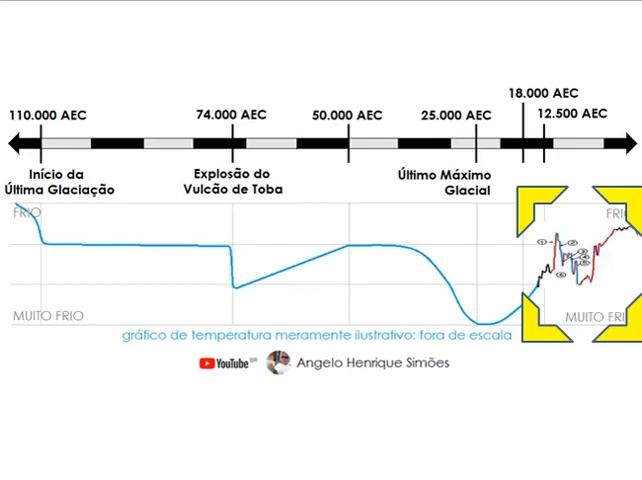 18.000 AEC
110.000 AEC
74.000 AEC
50.000 AEC
25.000 AEC
12.500 AEC
Início da
Última Glaciação
Explosão do
Vulcão de Toba
Último Máximo
Glacial
FRIO
MUITO FRIO
MUITO FRI
gráfico de temperatura meramente ilustrativo: fora de escala
YouTube BR
Angelo Henrique Simões